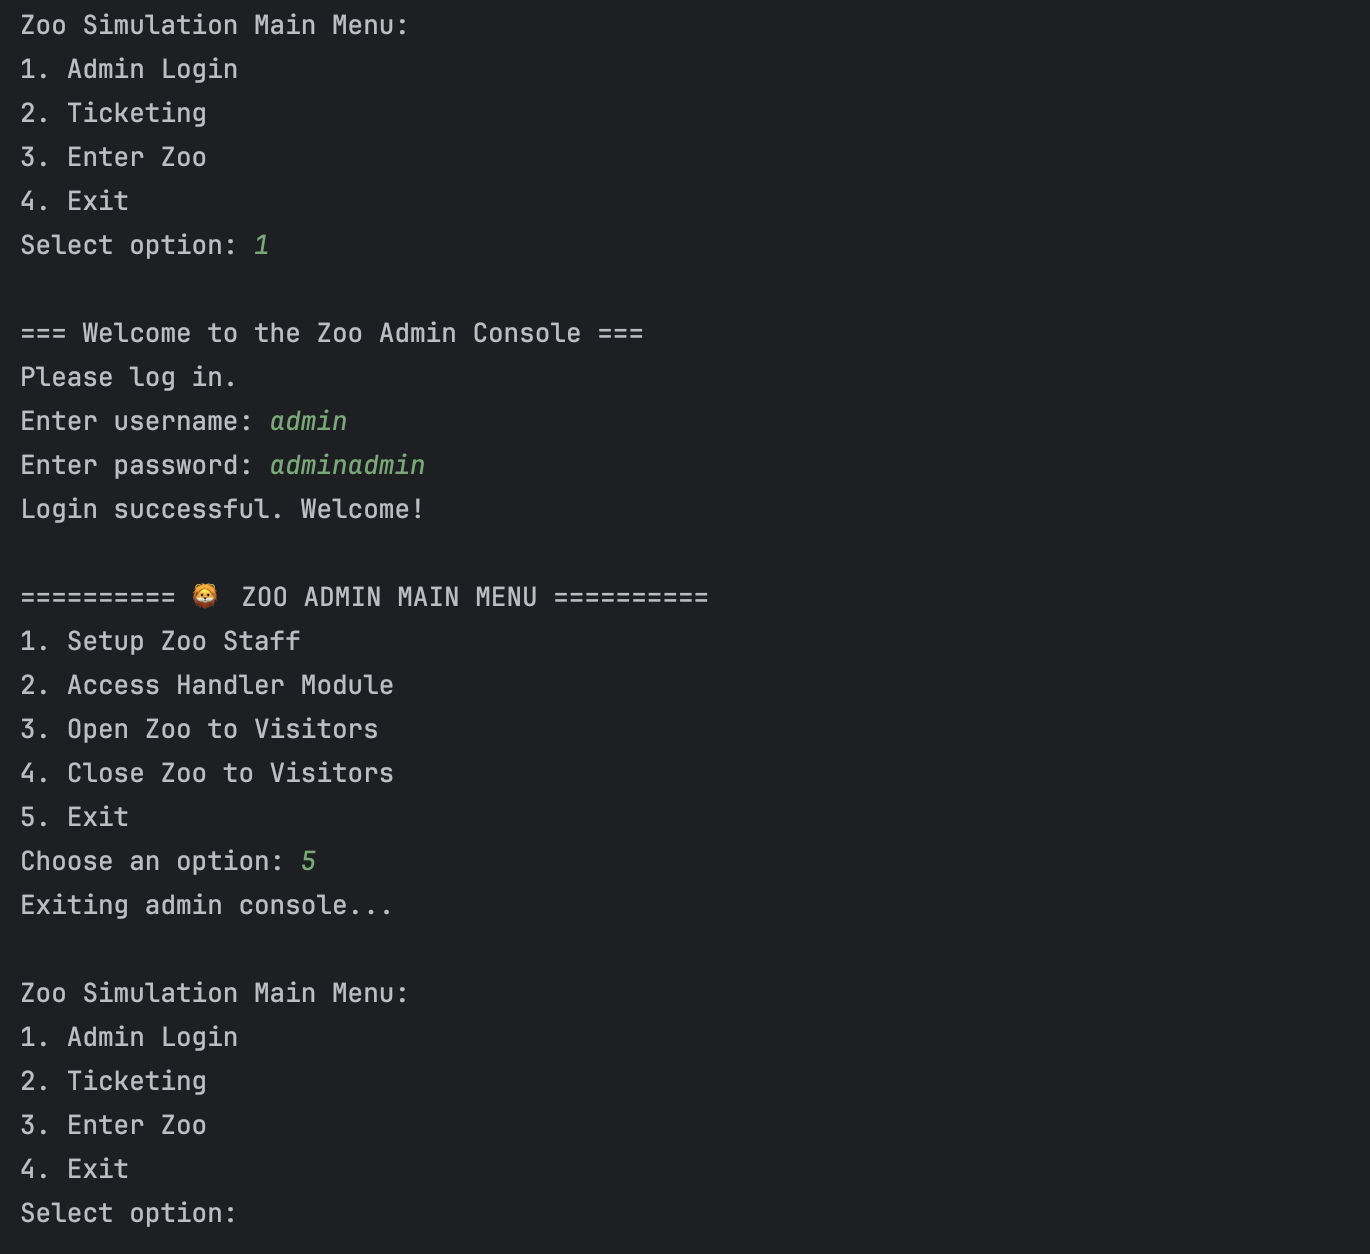 Zoo Simulation Main Menu:
1. Admin Login
2. Ticketing
3. Enter Zoo
4. Exit
Select option: 1
=== Welcome to the Zoo Admin Console ===
Please log in.
Enter username: admin
Enter password: adminadmin
Login successful. Welcome!
========== 🦁 ZOO ADMIN MAIN MENU ==========
1. Setup Zoo Staff
2. Access Handler Module
3. Open Zoo to Visitors
4. Close Zoo to Visitors
5. Exit
Choose an option: 5
Exiting admin console...
Zoo Simulation Main Menu:
1. Admin Login
2. Ticketing
3. Enter Zoo
4. Exit
Select option: